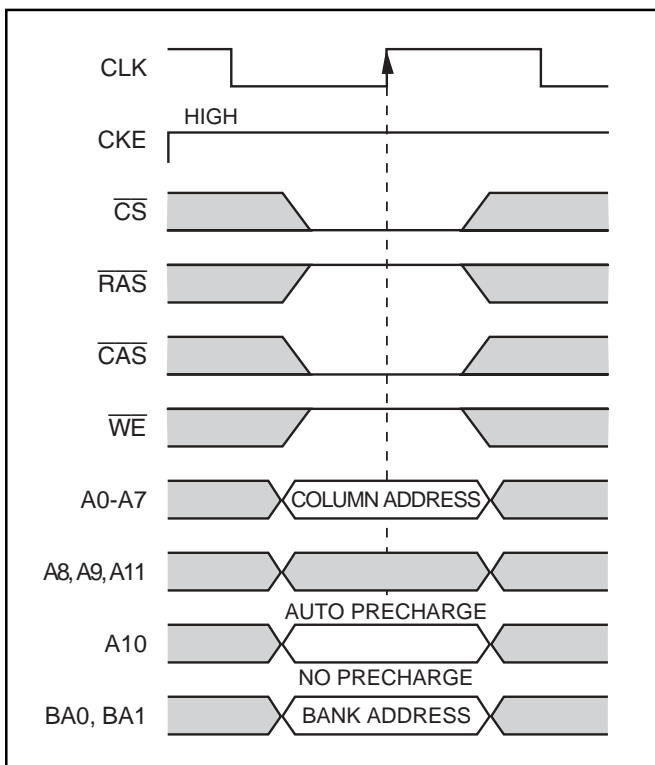 CLK
HIGH
CKE
CS
RAS
CAS
WE
A0-A7 COLUMN ADDRESS
A8, A9, A11
AUTO PRECHARGE
A10
NO PRECHARGE
BA0, BA1 BANK ADDRESS